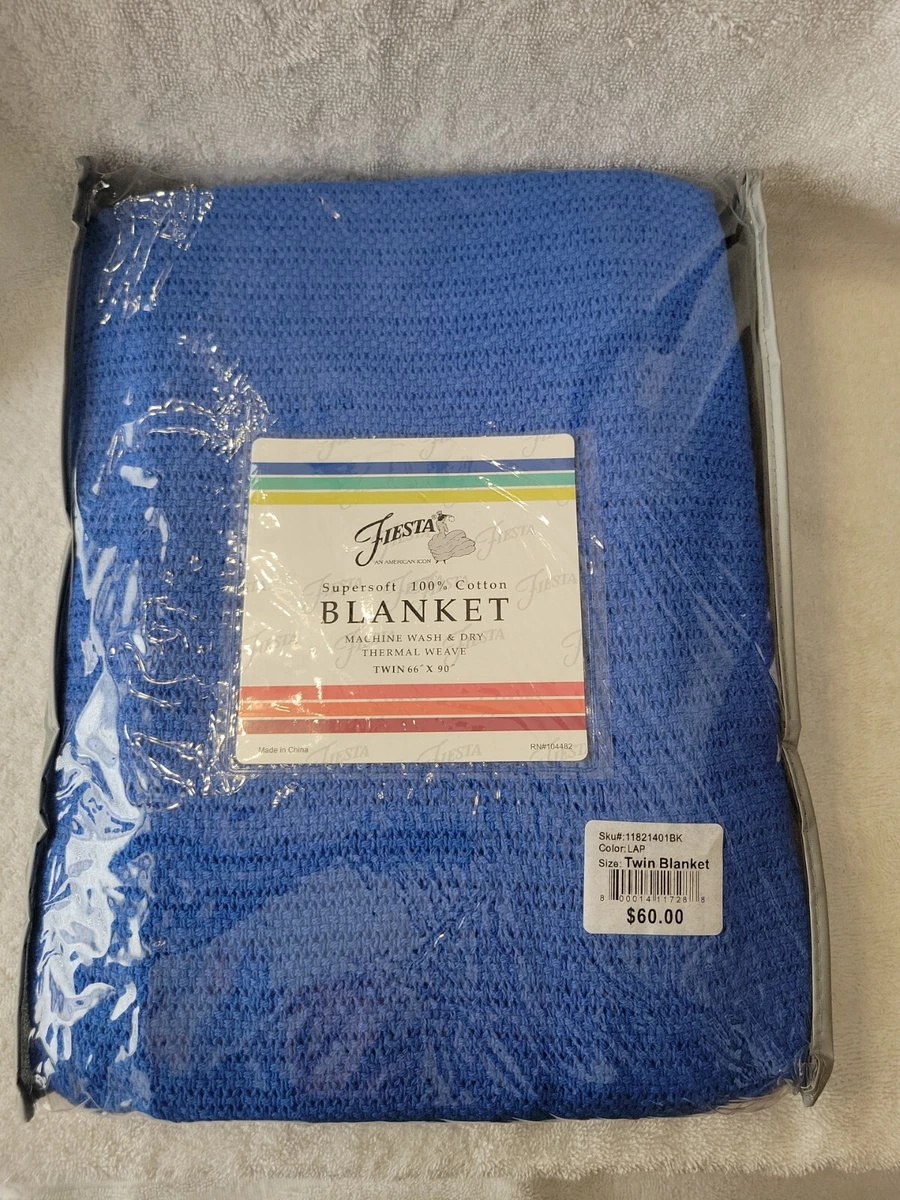 FIESTA
AN AMERICAN ICON
Supersoft 100% Cotton
BLANKET
MACHINE WASH & DRY
THERMAL WEAVE
TWIN 66" X 90"
Made in China
RN#104482
Sku#:11821401BK
Color:LAP
Size: Twin Blanket
8 00014 11728 8
$60.00